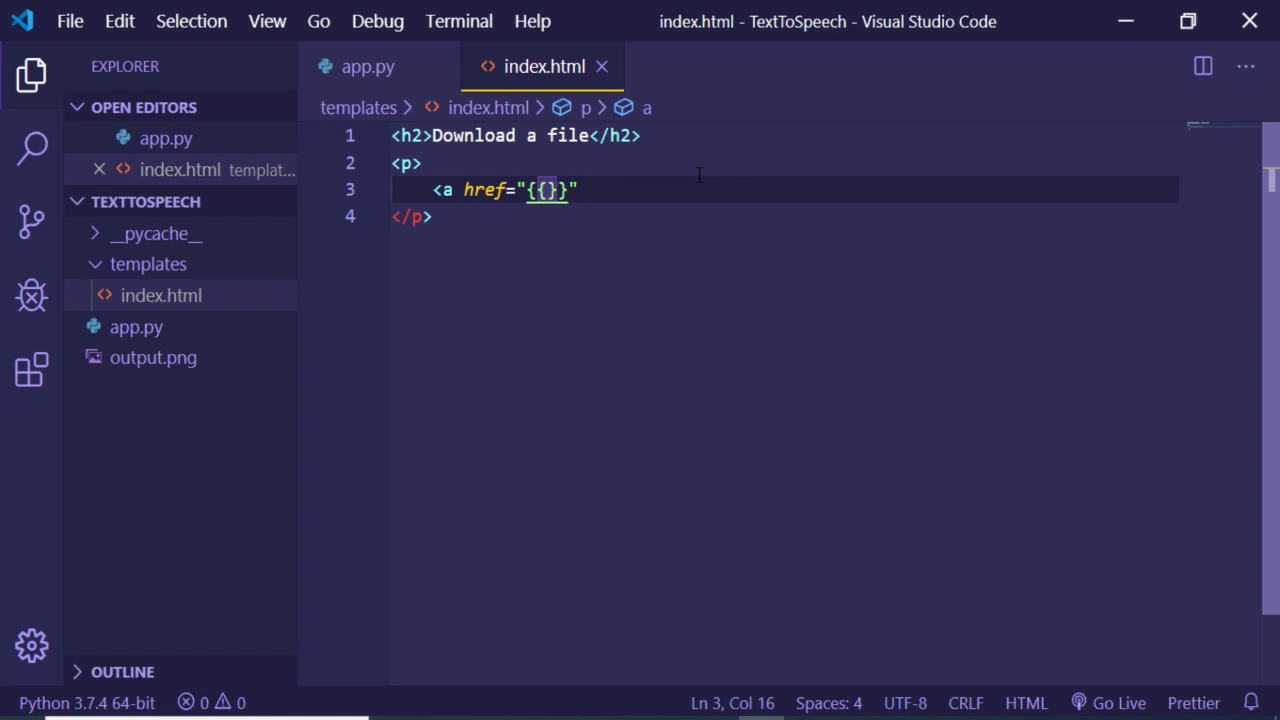 File Edit Selection View Go Debug Terminal Help index.html - TextToSpeech - Visual Studio Code
EXPLORER
OPEN EDITORS
app.py
index.html templat...
TEXTTOSPEECH
__pycache__
templates
index.html
app.py
output.png
OUTLINE
app.py index.html
templates > index.html > p > a
1 <h2>Download a file</h2>
2 <p>
3 <a href="{{}}"
4 </p>
Python 3.7.4 64-bit 0 0 Ln 3, Col 16 Spaces: 4 UTF-8 CRLF HTML Go Live Prettier